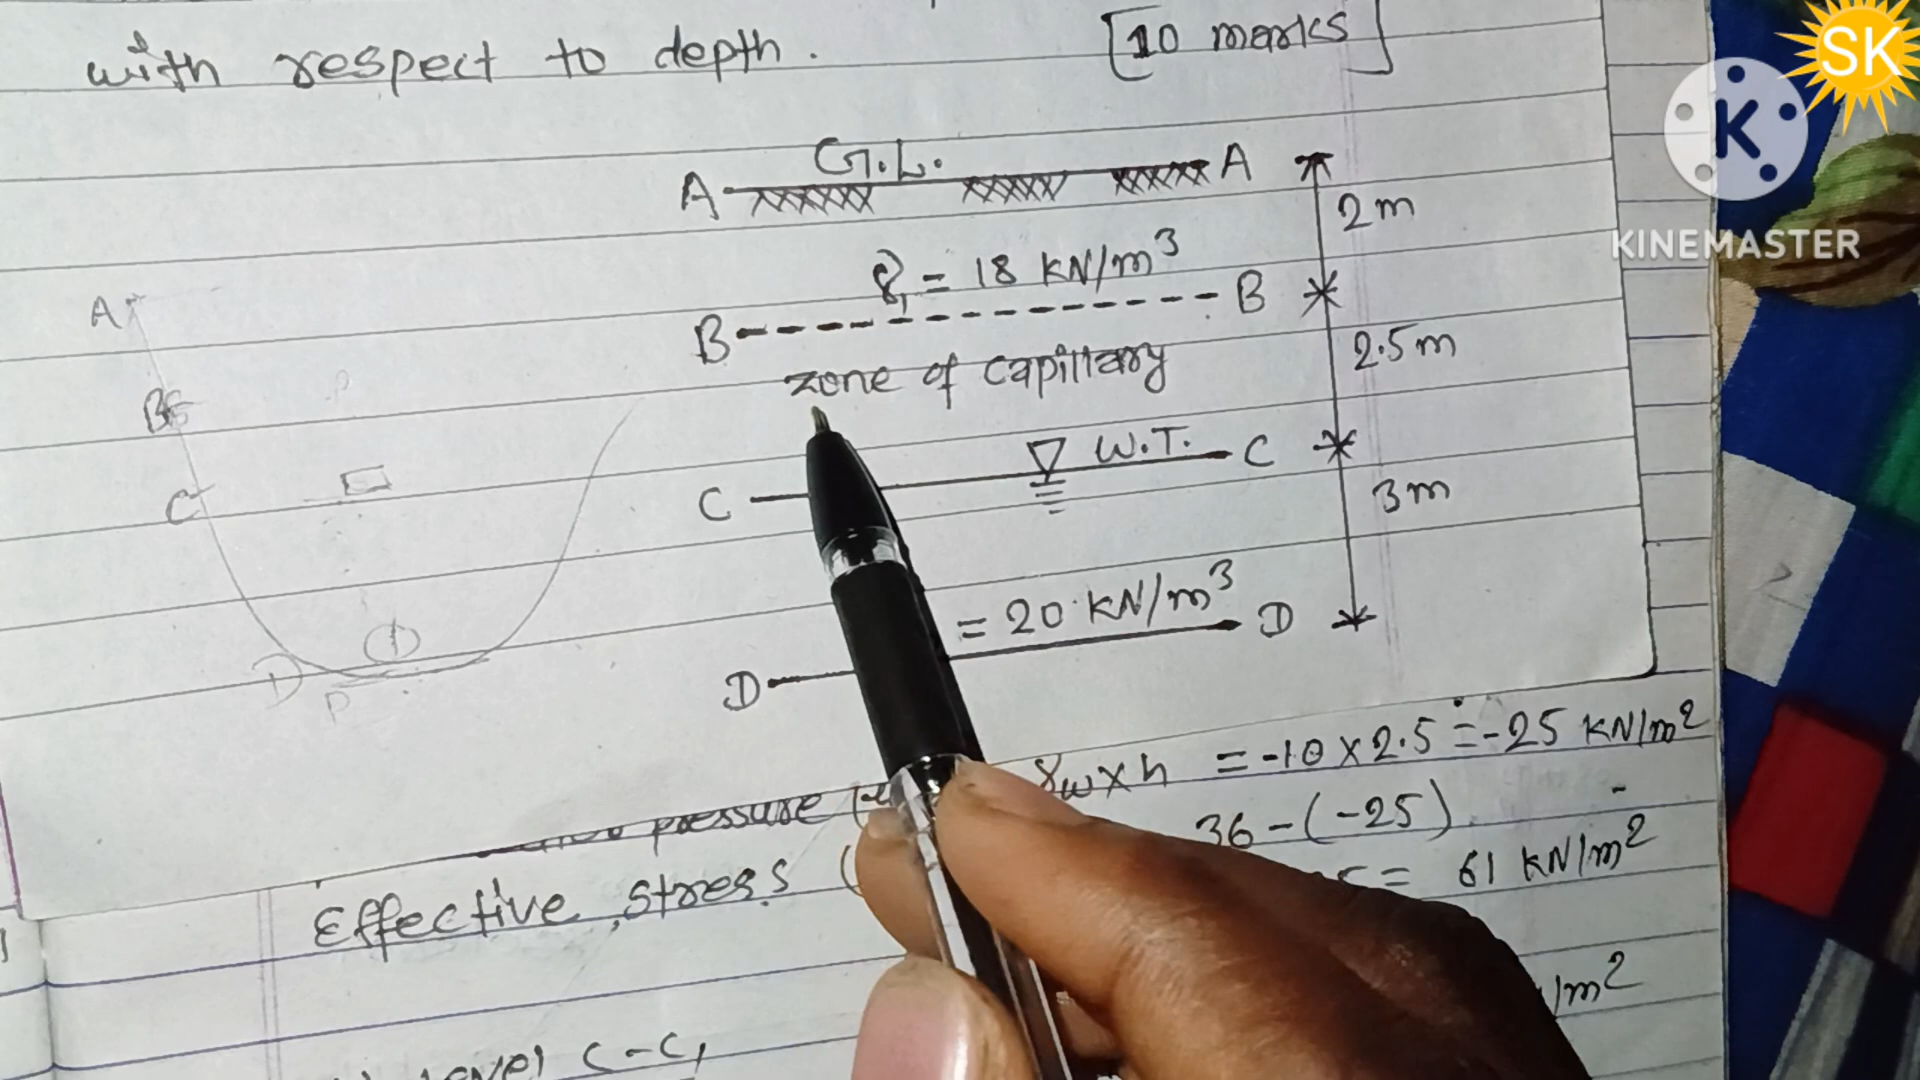 with respect to depth.
[10 marks]
SK
K
KINEMASTER
G.L.
A
A
2m
γ₁ = 18 KN/m³
B
B
zone of capillary
2.5m
W.T.
C
C
3m
= 20 KN/m³
D
D
A
B
C
D
P
pressure
γw x h = -10 x 2.5 = -25 KN/m²
36 - (-25)
Effective stress
= 61 KN/m²
/m²
level C-C,